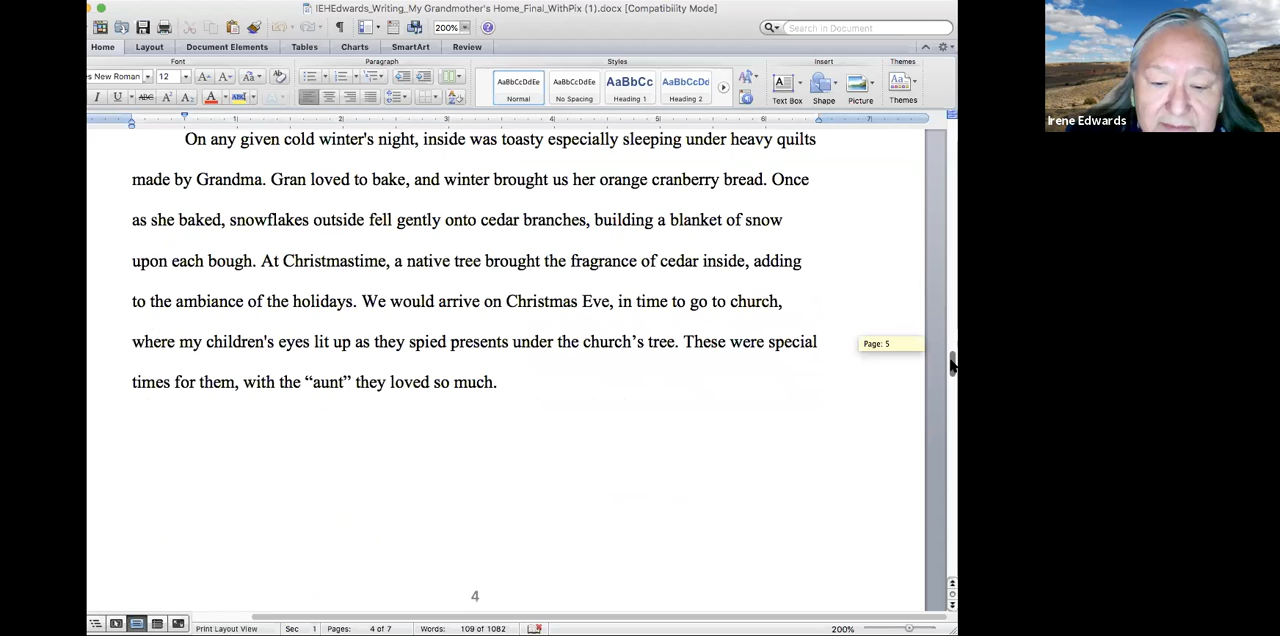 IEHEdwards_Writing_My Grandmother's Home_Final_WithPix (1).docx [Compatibility Mode]
200%
Search in Document
Home Layout Document Elements Tables Charts SmartArt Review
Font Paragraph Styles Insert Themes
s New Roman 12
AaBbCcDdEe AaBbCcDdEe AaBbCc AaBbCcDd
Normal No Spacing Heading 1 Heading 2 Text Box Shape Picture Themes
Irene Edwards
1 2 3 4 5 6 7
On any given cold winter's night, inside was toasty especially sleeping under heavy quilts
made by Grandma. Gran loved to bake, and winter brought us her orange cranberry bread. Once
as she baked, snowflakes outside fell gently onto cedar branches, building a blanket of snow
upon each bough. At Christmastime, a native tree brought the fragrance of cedar inside, adding
to the ambiance of the holidays. We would arrive on Christmas Eve, in time to go to church,
where my children's eyes lit up as they spied presents under the church’s tree. These were special
Page: 5
times for them, with the “aunt” they loved so much.
4
Print Layout View Sec 1 Pages: 4 of 7 Words: 109 of 1082 200%